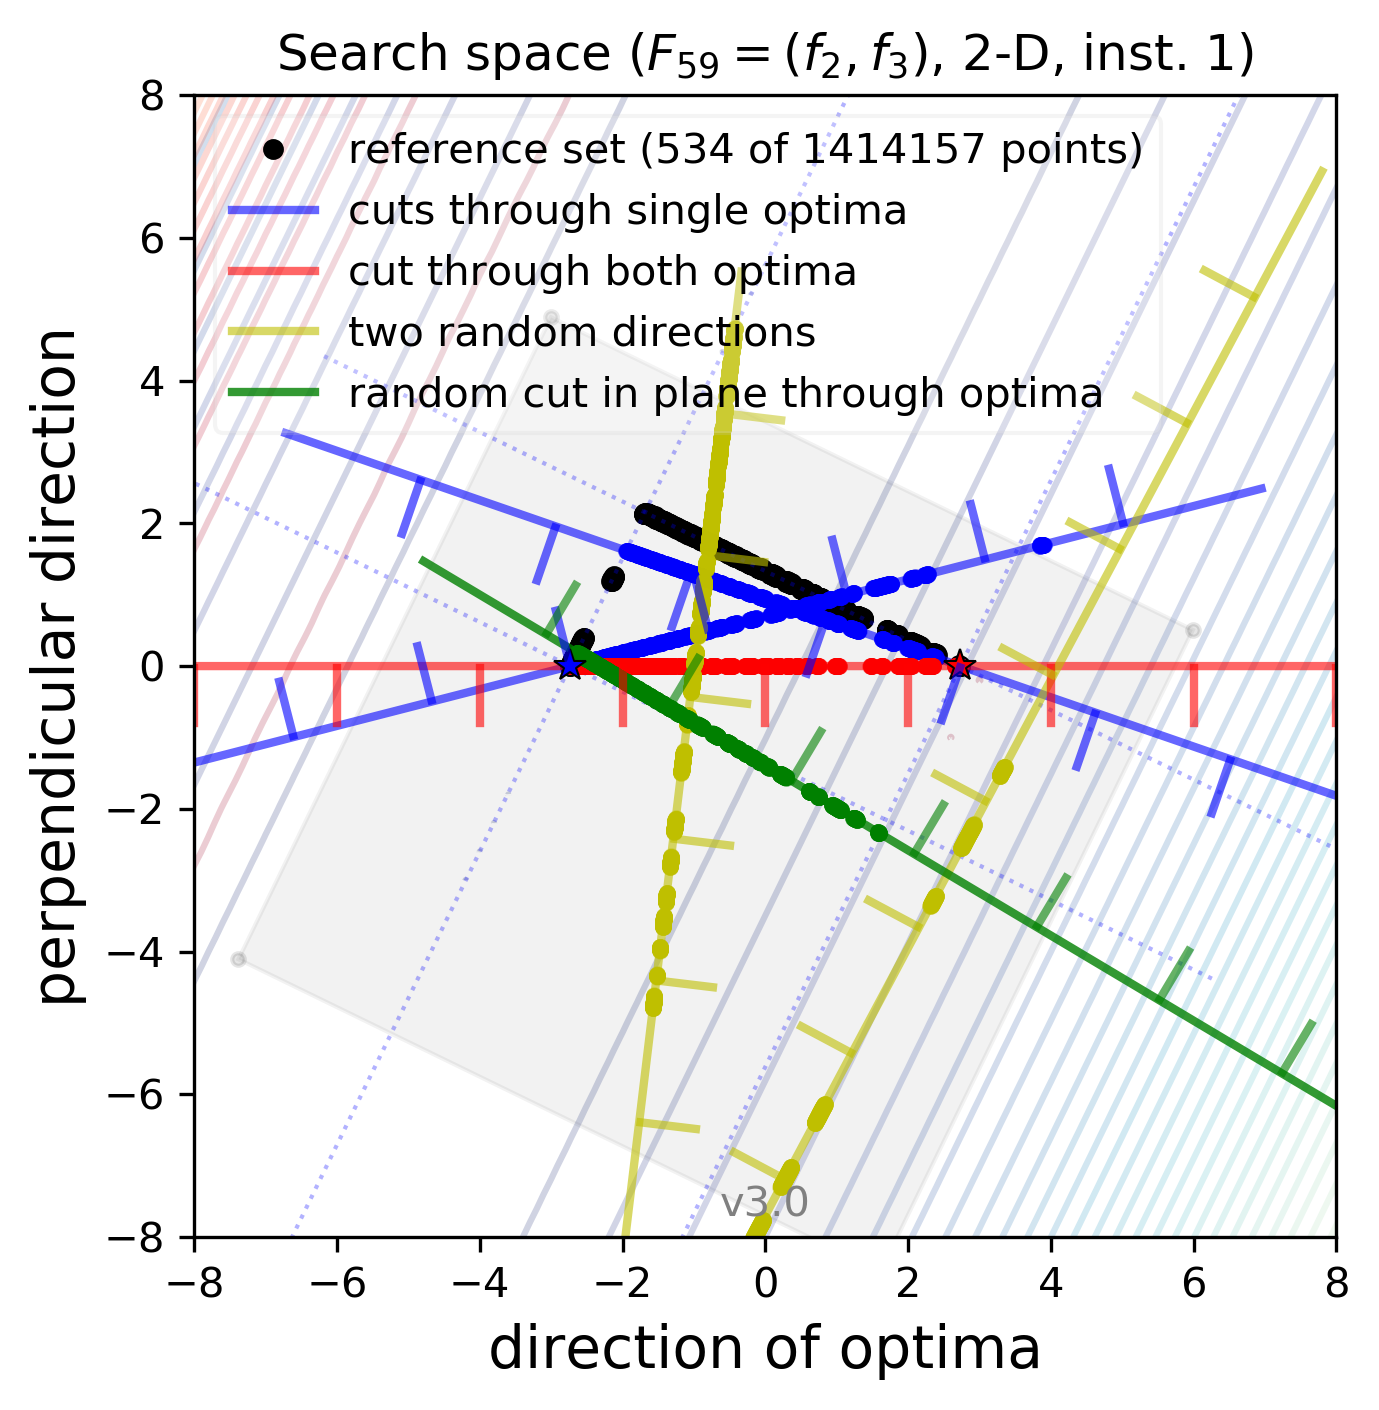 Search space ($F_{59} = (f_2, f_3)$, 2-D, inst. 1)
8
6
4
2
0
−2
−4
−6
−8
perpendicular direction
reference set (534 of 1414157 points)
cuts through single optima
cut through both optima
two random directions
random cut in plane through optima
v3.0
−8 −6 −4 −2 0 2 4 6 8
direction of optima